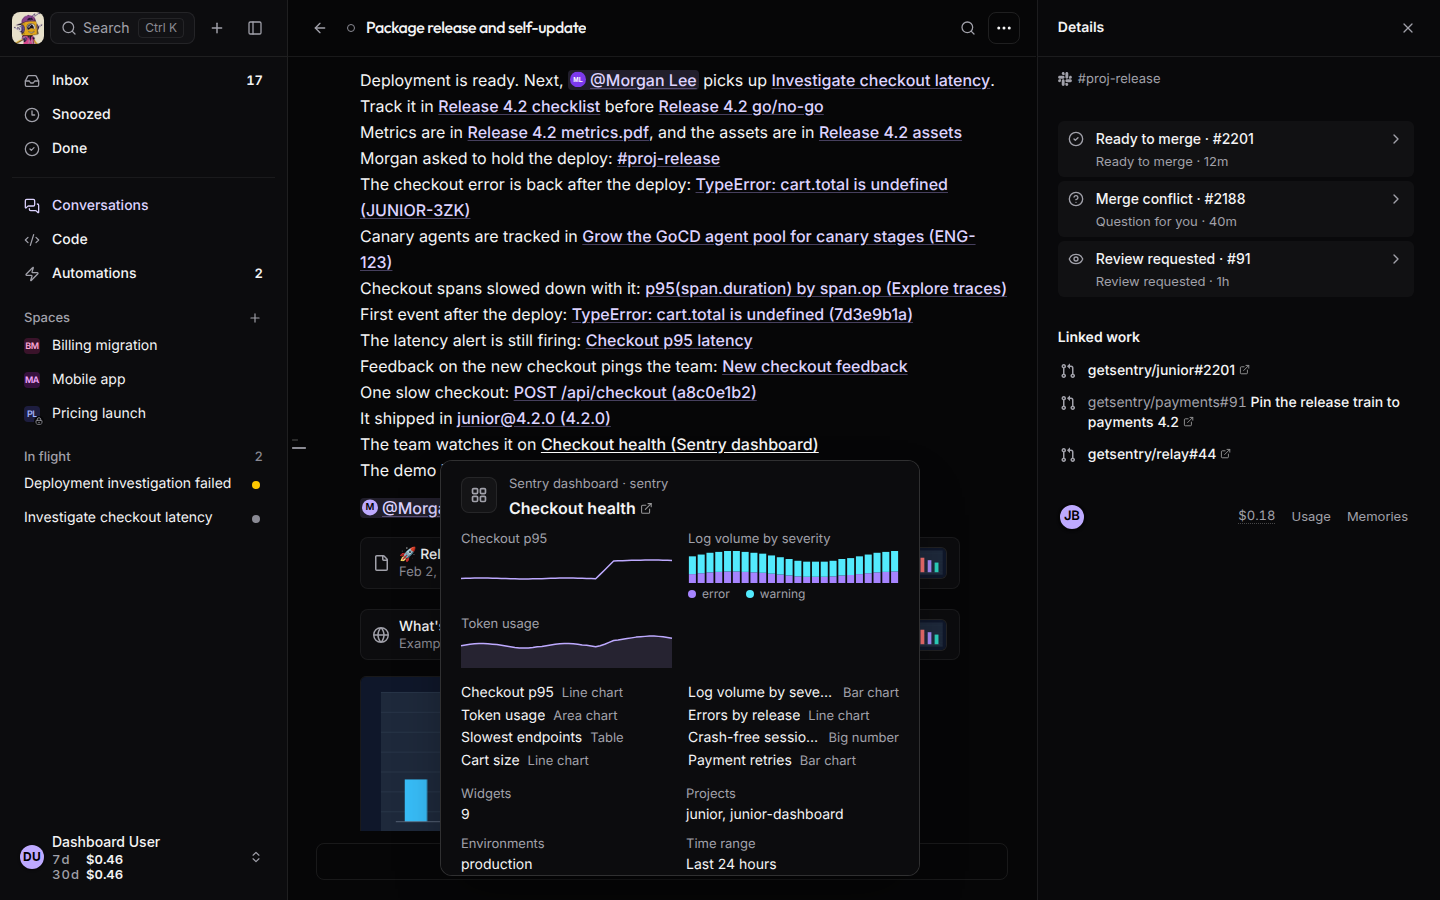 Search Ctrl K
Inbox 17
Snoozed
Done
Conversations
Code
Automations 2
Spaces
BM Billing migration
MA Mobile app
PL Pricing launch
In flight 2
Deployment investigation failed
Investigate checkout latency
DU Dashboard User
7d $0.46
30d $0.46
Package release and self-update
Deployment is ready. Next, ML @Morgan Lee picks up Investigate checkout latency.
Track it in Release 4.2 checklist before Release 4.2 go/no-go
Metrics are in Release 4.2 metrics.pdf, and the assets are in Release 4.2 assets
Morgan asked to hold the deploy: #proj-release
The checkout error is back after the deploy: TypeError: cart.total is undefined
(JUNIOR-3ZK)
Canary agents are tracked in Grow the GoCD agent pool for canary stages (ENG-
123)
Checkout spans slowed down with it: p95(span.duration) by span.op (Explore traces)
First event after the deploy: TypeError: cart.total is undefined (7d3e9b1a)
The latency alert is still firing: Checkout p95 latency
Feedback on the new checkout pings the team: New checkout feedback
One slow checkout: POST /api/checkout (a8c0e1b2)
It shipped in junior@4.2.0 (4.2.0)
The team watches it on Checkout health (Sentry dashboard)
The demo
M @Morga
🚀 Rel
Feb 2,
What's
Examp
Sentry dashboard · sentry
Checkout health
Checkout p95
Log volume by severity
error warning
Token usage
Checkout p95 Line chart
Log volume by seve... Bar chart
Token usage Area chart
Errors by release Line chart
Slowest endpoints Table
Crash-free sessio... Big number
Cart size Line chart
Payment retries Bar chart
Widgets
9
Projects
junior, junior-dashboard
Environments
production
Time range
Last 24 hours
Details
#proj-release
Ready to merge · #2201
Ready to merge · 12m
Merge conflict · #2188
Question for you · 40m
Review requested · #91
Review requested · 1h
Linked work
getsentry/junior#2201
getsentry/payments#91 Pin the release train to
payments 4.2
getsentry/relay#44
JB $0.18 Usage Memories